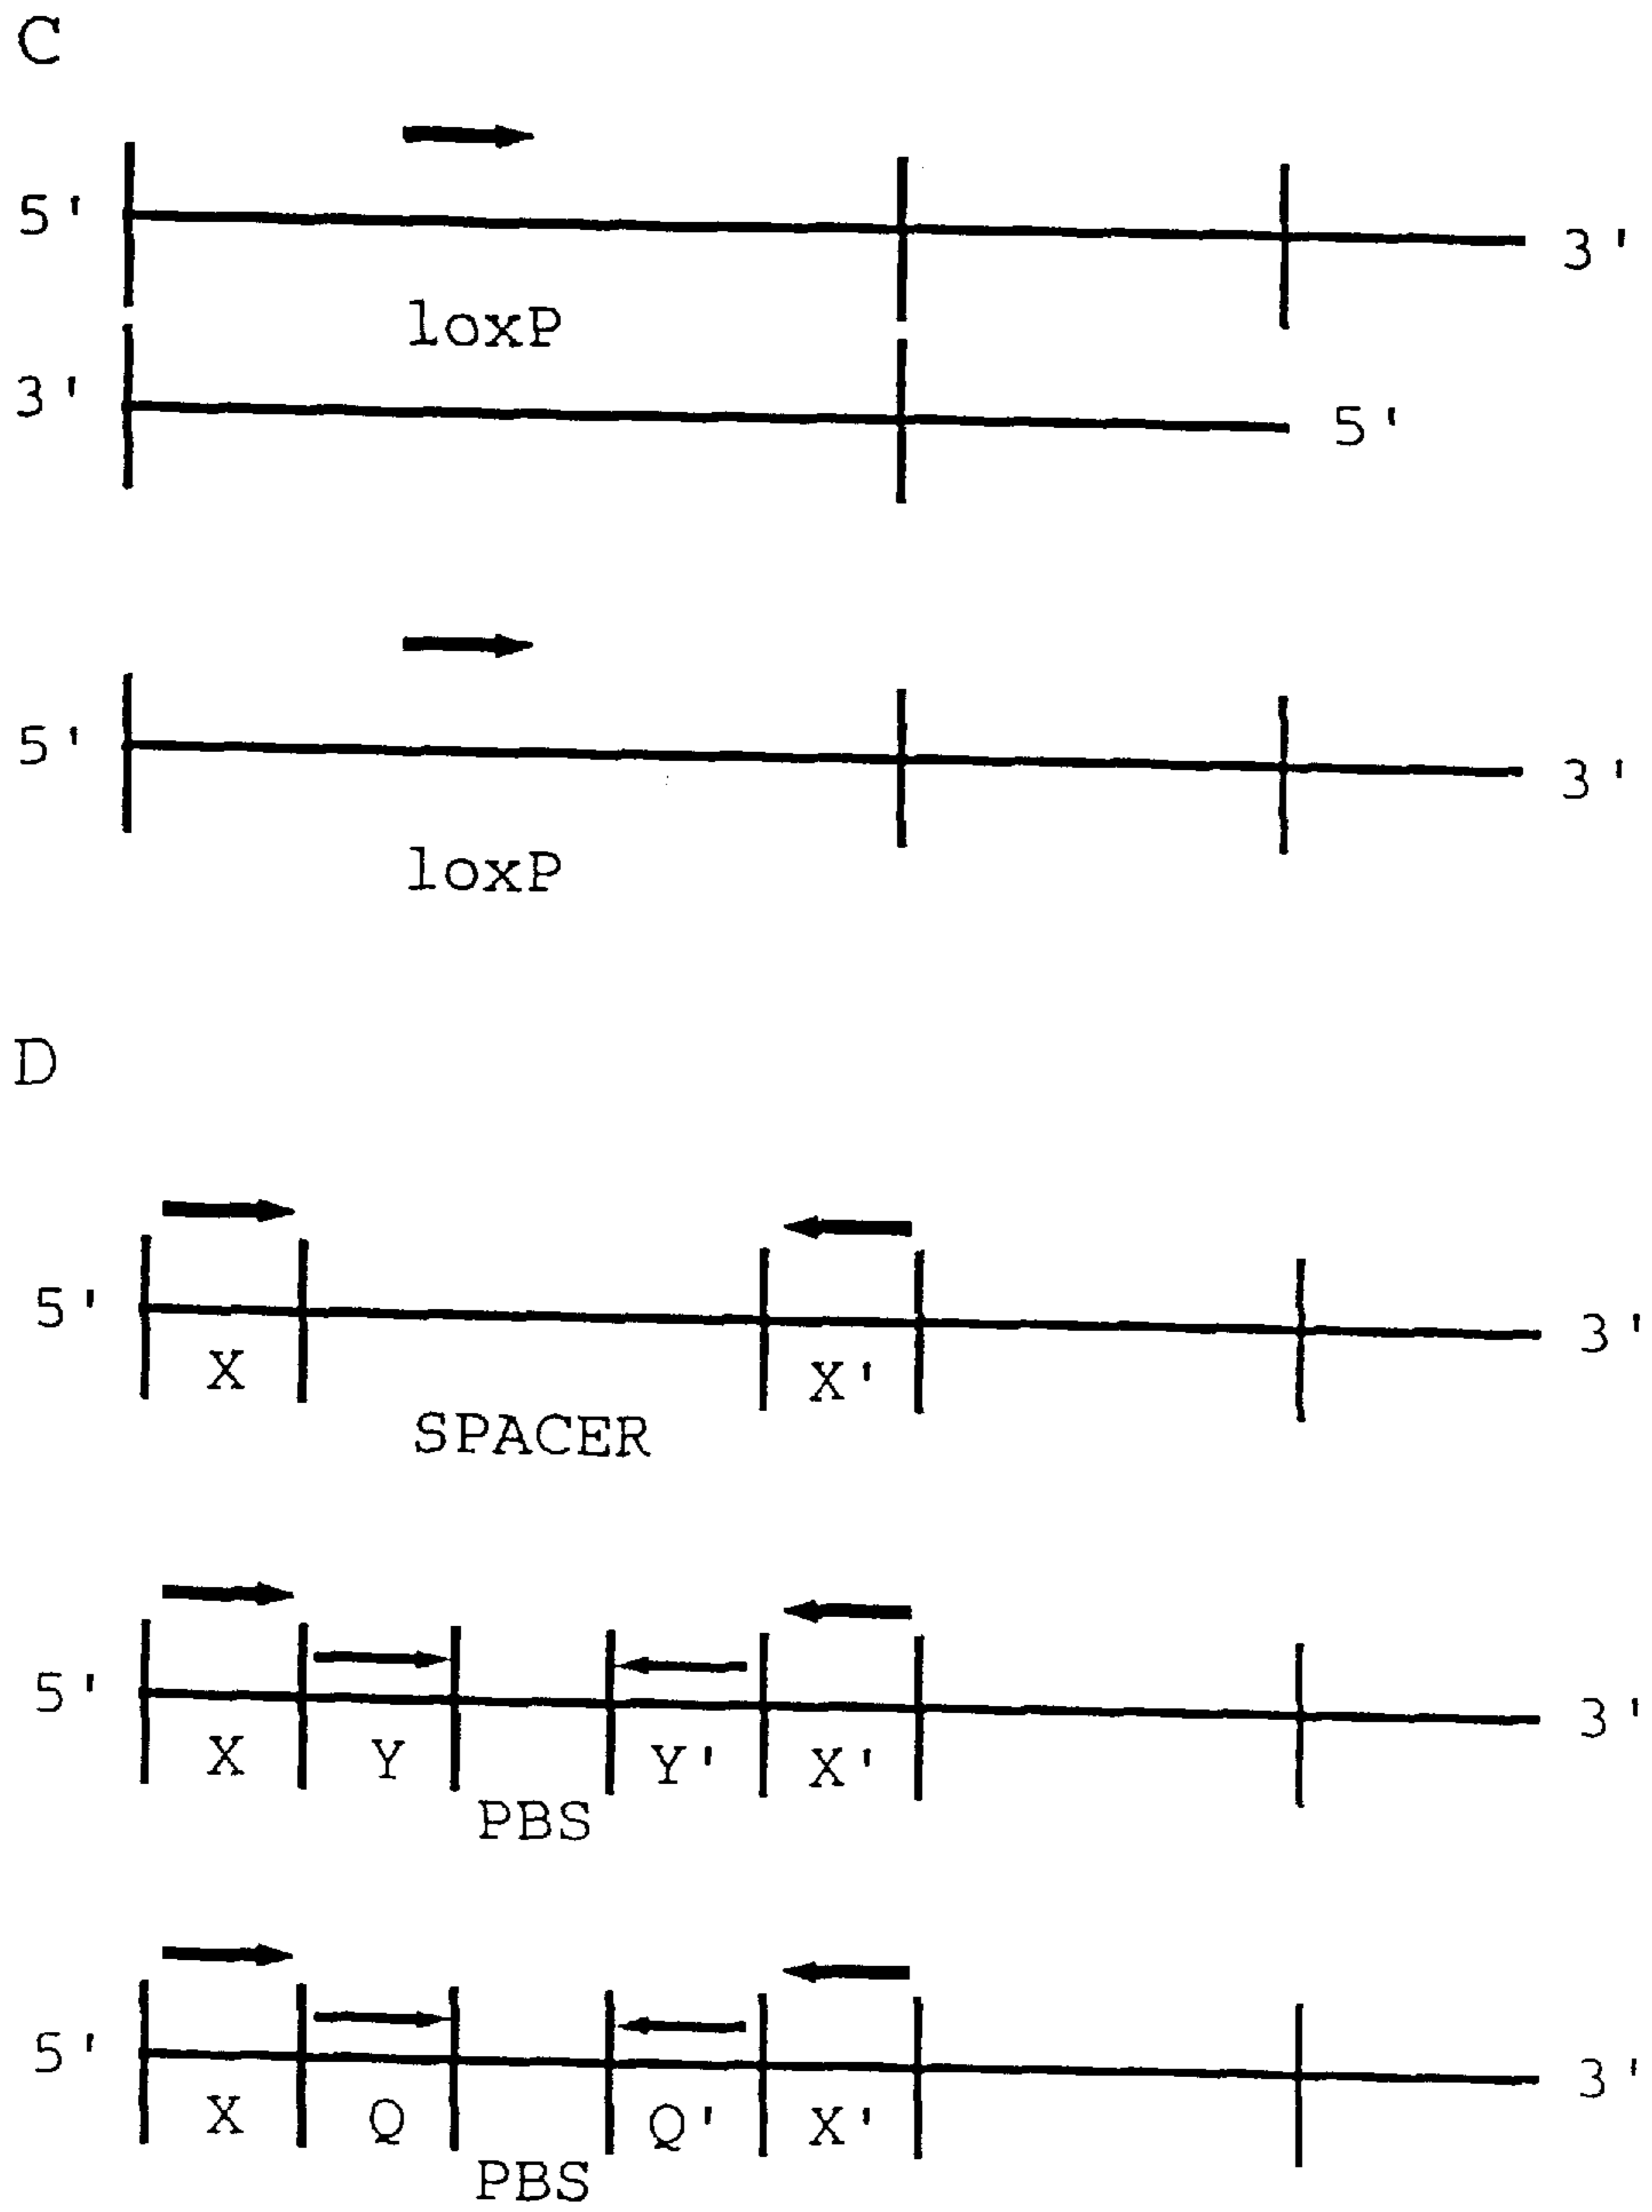 C
5' 3'
loxP
3' 5'
5' 3'
loxP
D
5' 3'
X X'
SPACER
5' 3'
X Y Y' X'
PBS
5' 3'
X Q Q' X'
PBS